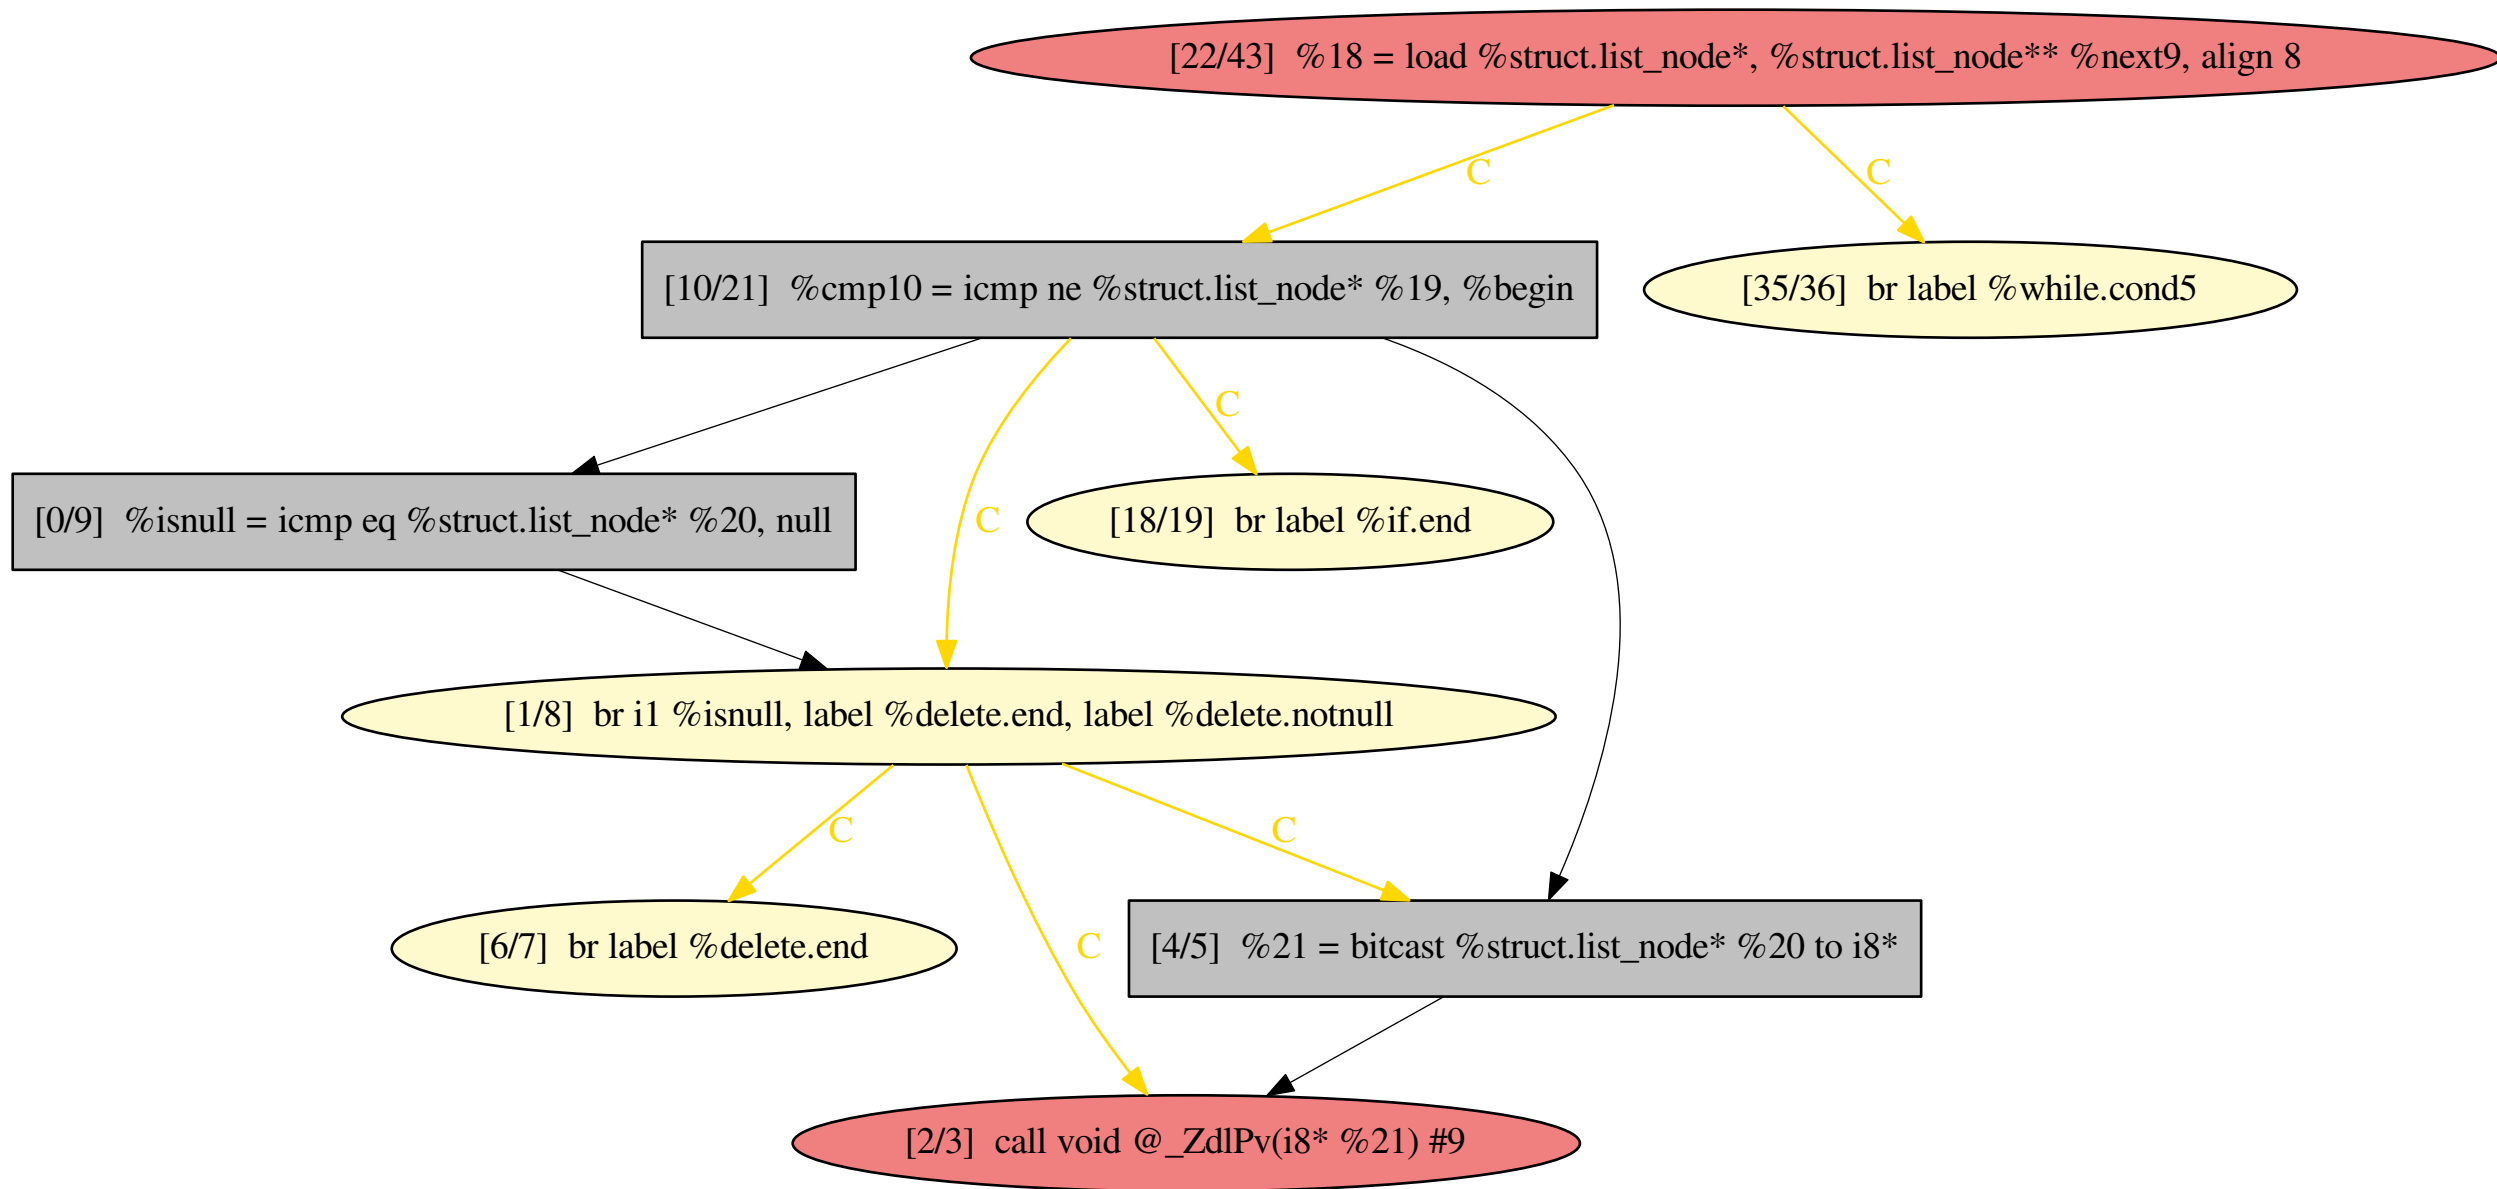 [22/43]  %18 = load %struct.list_node*, %struct.list_node** %next9, align 8
C
C
[10/21]  %cmp10 = icmp ne %struct.list_node* %19, %begin
[35/36]  br label %while.cond5
C
[0/9]  %isnull = icmp eq %struct.list_node* %20, null
C
[18/19]  br label %if.end
[1/8]  br i1 %isnull, label %delete.end, label %delete.notnull
C
C
[6/7]  br label %delete.end
C
[4/5]  %21 = bitcast %struct.list_node* %20 to i8*
[2/3]  call void @_ZdlPv(i8* %21) #9